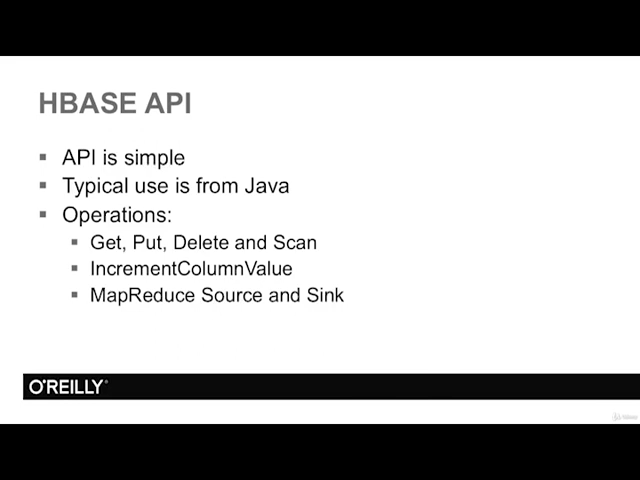 HBASE API
▪ API is simple
▪ Typical use is from Java
▪ Operations:
▪ Get, Put, Delete and Scan
▪ IncrementColumnValue
▪ MapReduce Source and Sink
O'REILLY®